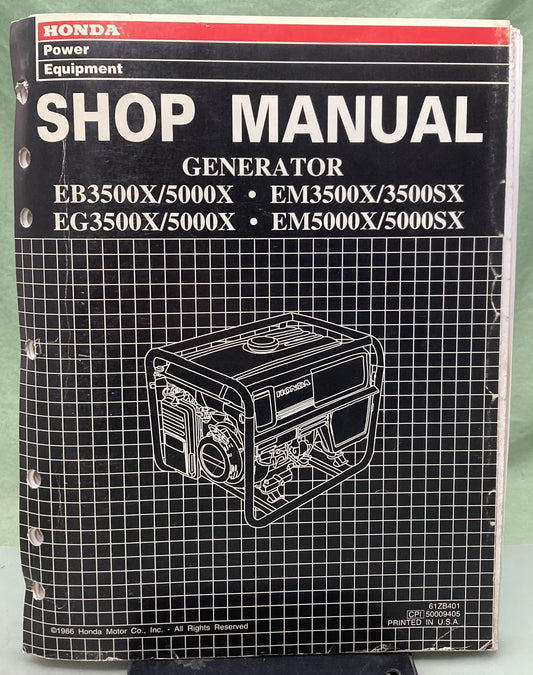 HONDA
Power
Equipment
SHOP MANUAL
GENERATOR
EB3500X/5000X • EM3500X/3500SX
EG3500X/5000X • EM5000X/5000SX
HONDA
61ZB401
CPI 50009405
PRINTED IN U.S.A.
©1986 Honda Motor Co., Inc. - All Rights Reserved